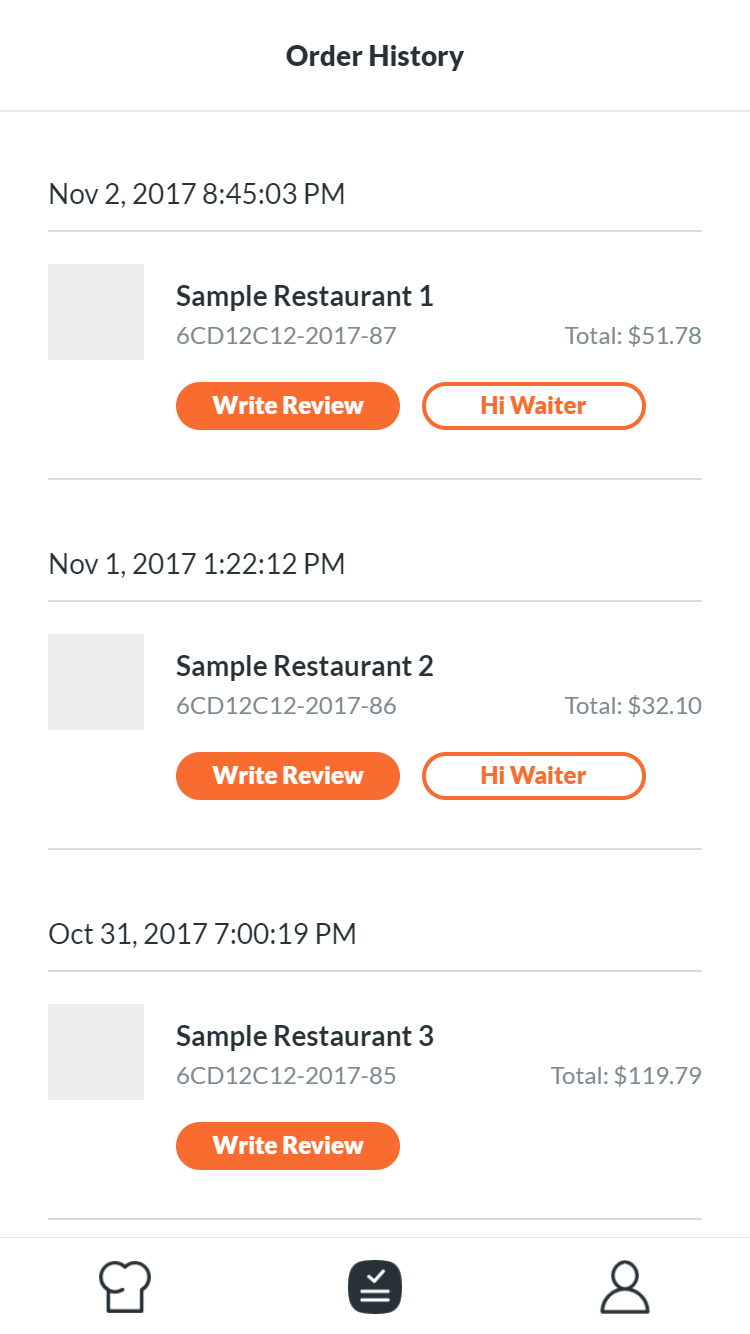 Order History
Nov 2, 2017 8:45:03 PM
Sample Restaurant 1
6CD12C12-2017-87 Total: $51.78
Write Review Hi Waiter
Nov 1, 2017 1:22:12 PM
Sample Restaurant 2
6CD12C12-2017-86 Total: $32.10
Write Review Hi Waiter
Oct 31, 2017 7:00:19 PM
Sample Restaurant 3
6CD12C12-2017-85 Total: $119.79
Write Review